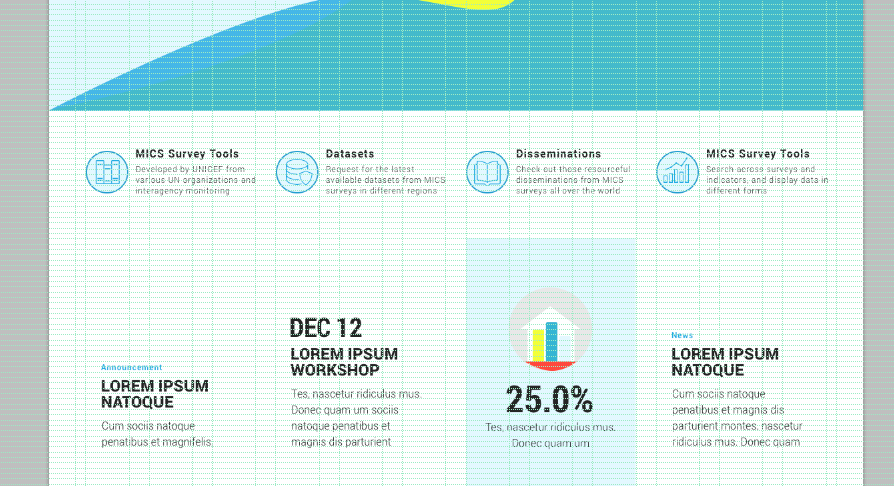 MICS Survey Tools
Developed by UNICEF from
various UN organizations and
interagency monitoring
Datasets
Request for the latest
available datasets from MICS
surveys in different regions
Disseminations
Check out those resourceful
disseminations from MICS
surveys all over the world
MICS Survey Tools
Search across surveys and
indicators, and display data in
different forms
Announcement
LOREM IPSUM
NATOQUE
Cum sociis natoque
penatibus et magnifelis
DEC 12
LOREM IPSUM
WORKSHOP
Tes, nascetur ridiculus mus.
Donec quam um sociis
natoque penatibus et
magnis dis parturient
25.0%
Tes, nascetur ridiculus mus.
Donec quam um
News
LOREM IPSUM
NATOQUE
Cum sociis natoque
penatibus et magnis dis
parturient montes, nascetur
ridiculus mus. Donec quam